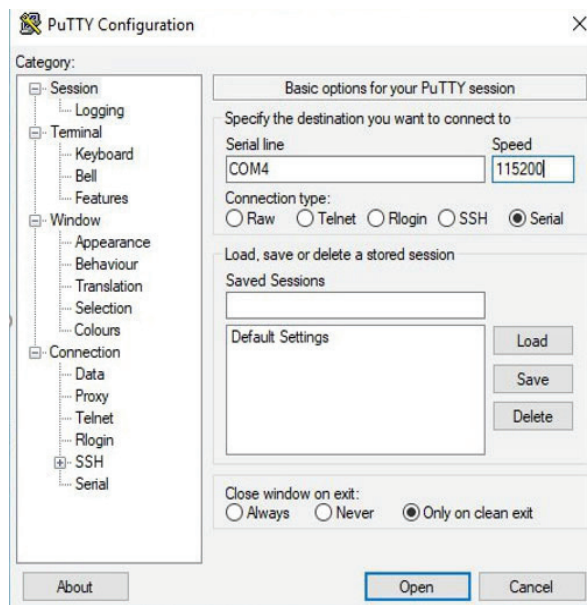 PuTTY Configuration
Category:
Session
Logging
Terminal
Keyboard
Bell
Features
Window
Appearance
Behaviour
Translation
Selection
Colours
Connection
Data
Proxy
Telnet
Rlogin
SSH
Serial
Basic options for your PuTTY session
Specify the destination you want to connect to
Serial line Speed
COM4 115200
Connection type:
Raw Telnet Rlogin SSH Serial
Load, save or delete a stored session
Saved Sessions
Default Settings
Load
Save
Delete
Close window on exit:
Always Never Only on clean exit
About Open Cancel